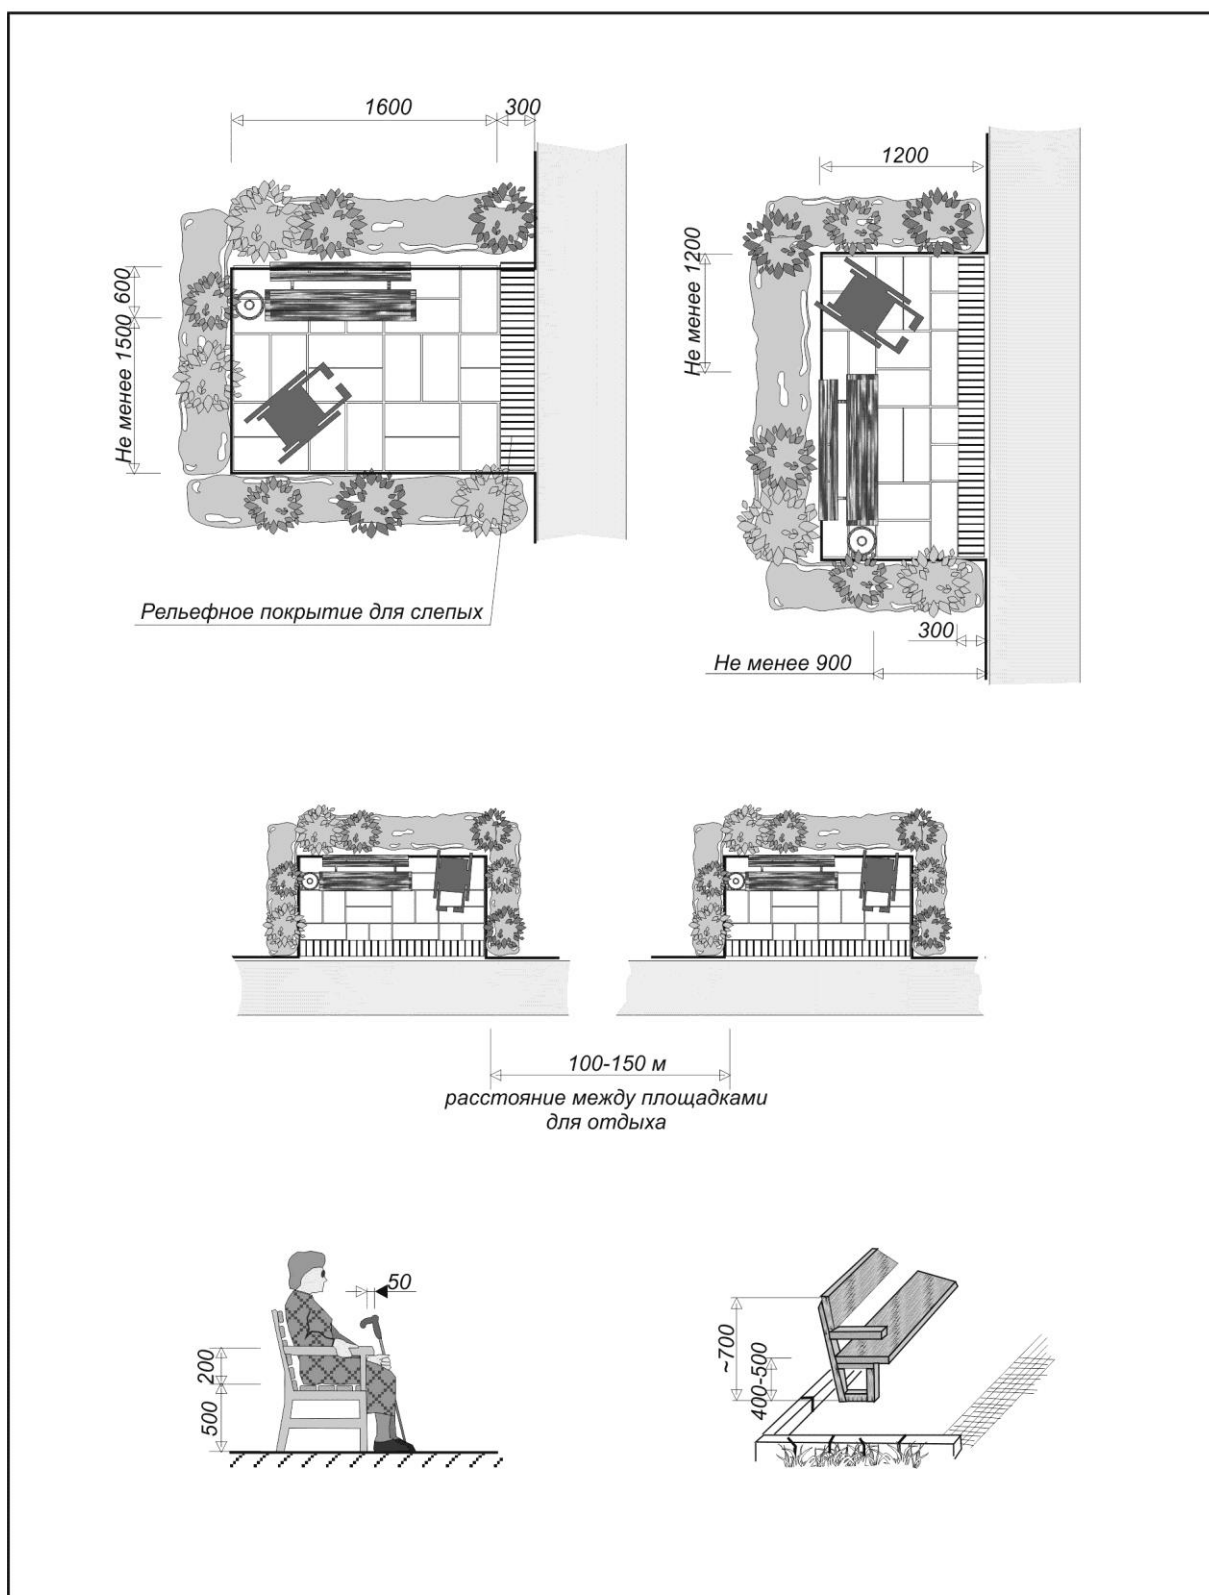 1600
300
600
Не менее 1500
Рельефное покрытие для слепых
1200
Не менее 1200
300
Не менее 900
100-150 м
расстояние между площадками
для отдыха
50
200
500
~700
400-500